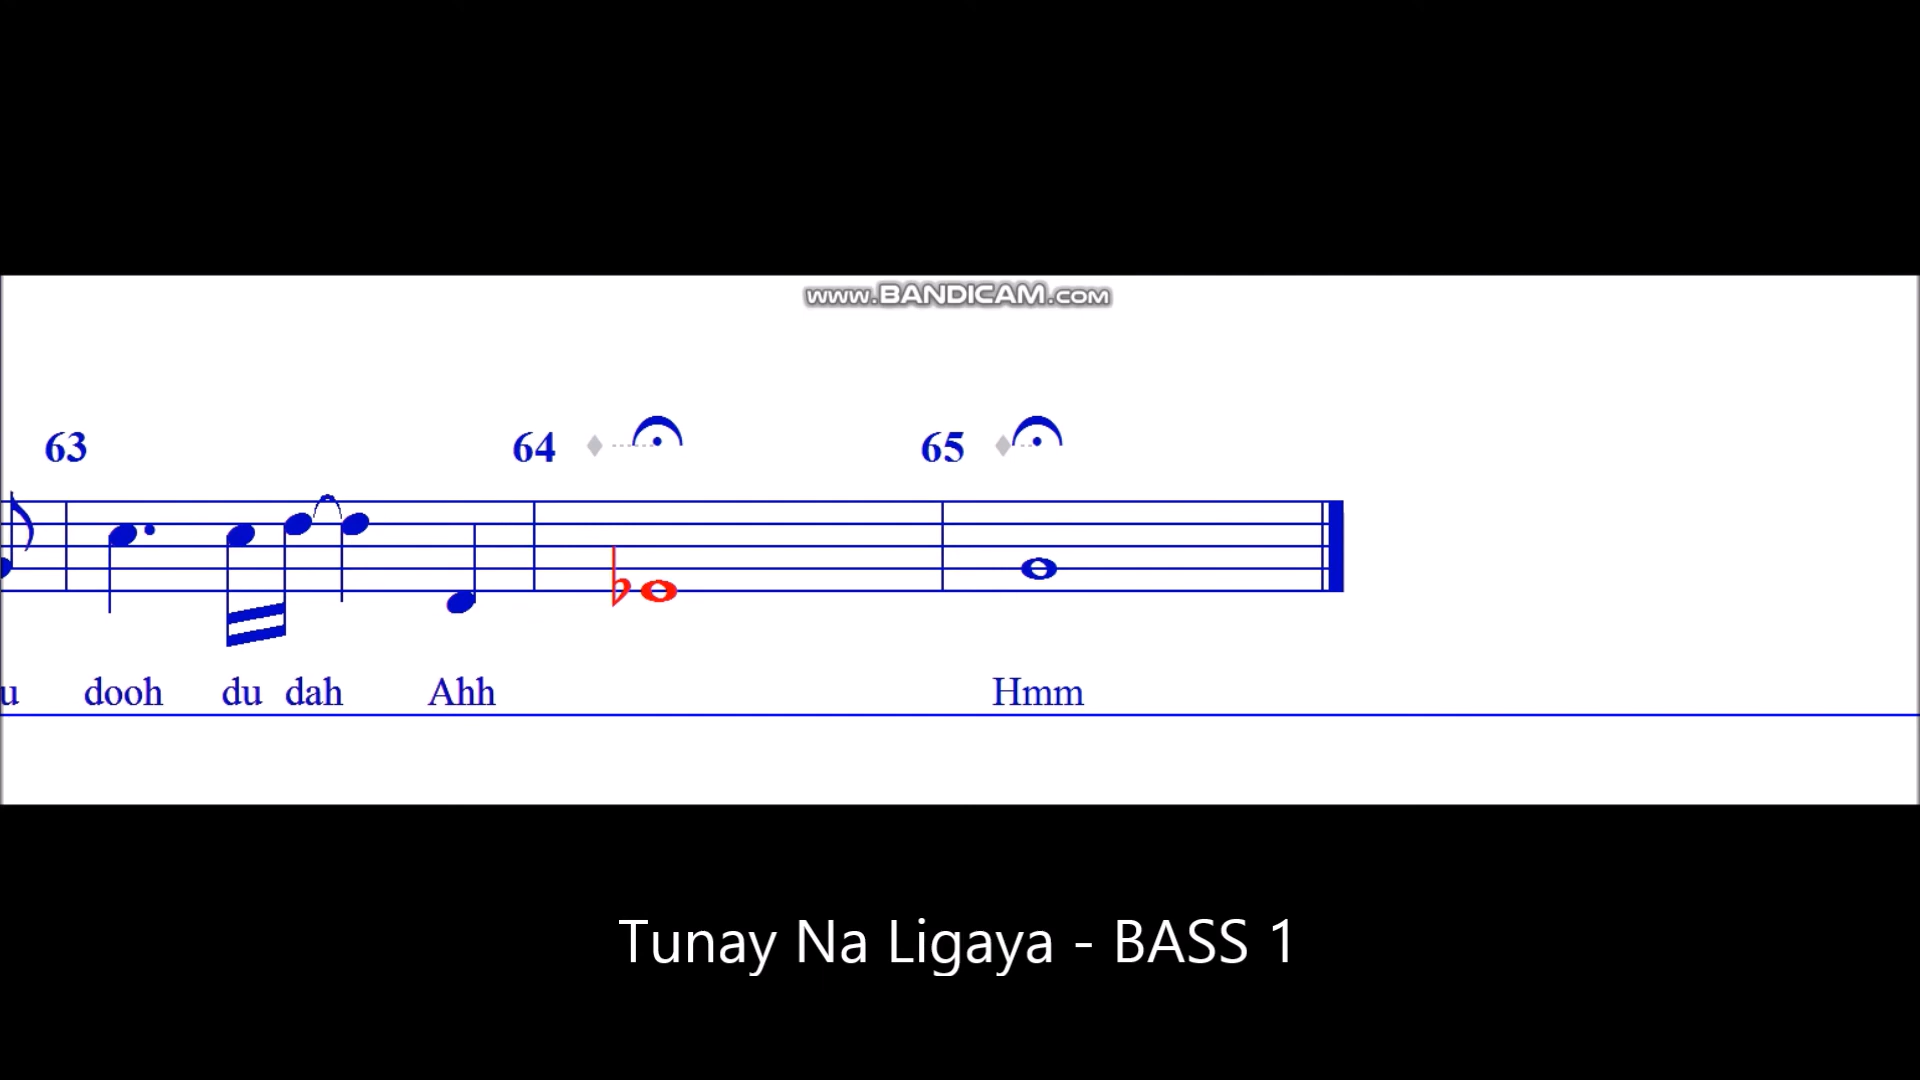 www.BANDICAM.com
63 64 65
u dooh du dah Ahh Hmm
Tunay Na Ligaya - BASS 1